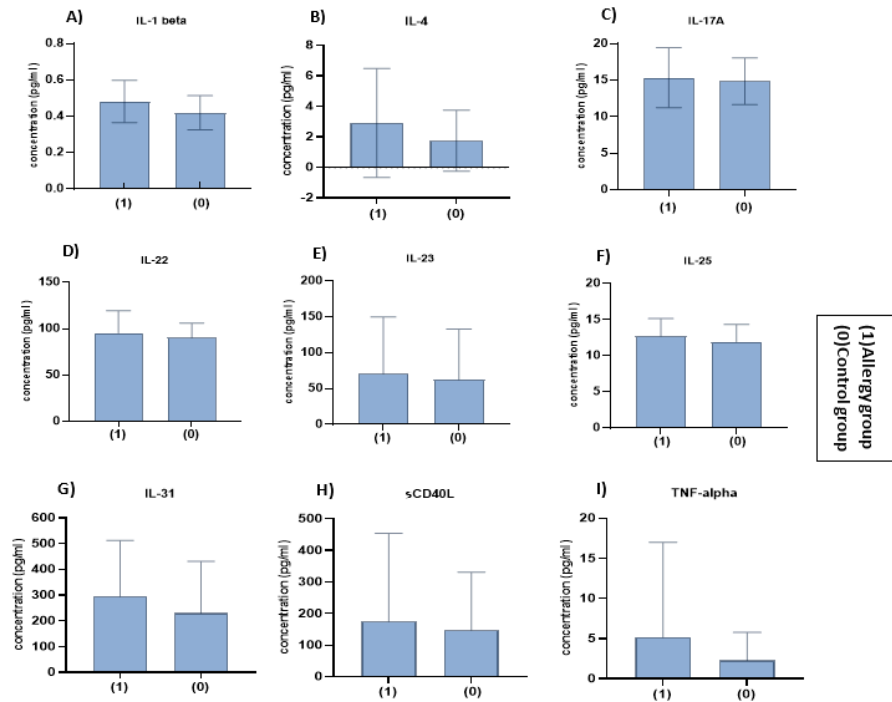 A)
IL-1 beta
concentration (pg/ml)
0.8
0.6
0.4
0.2
0.0
(1)
(0)
B)
IL-4
concentration (pg/ml)
8
6
4
2
0
-2
(1)
(0)
C)
IL-17A
concentration (pg/ml)
20
15
10
5
0
(1)
(0)
D)
IL-22
concentration (pg/ml)
150
100
50
0
(1)
(0)
E)
IL-23
concentration (pg/ml)
200
150
100
50
0
(1)
(0)
F)
IL-25
concentration (pg/ml)
20
15
10
5
0
(1)
(0)
(1)Allergy group
(0)Control group
G)
IL-31
concentration (pg/ml)
600
500
400
300
200
100
0
(1)
(0)
H)
sCD40L
concentration (pg/ml)
500
400
300
200
100
0
(1)
(0)
I)
TNF-alpha
concentration (pg/ml)
20
15
10
5
0
(1)
(0)